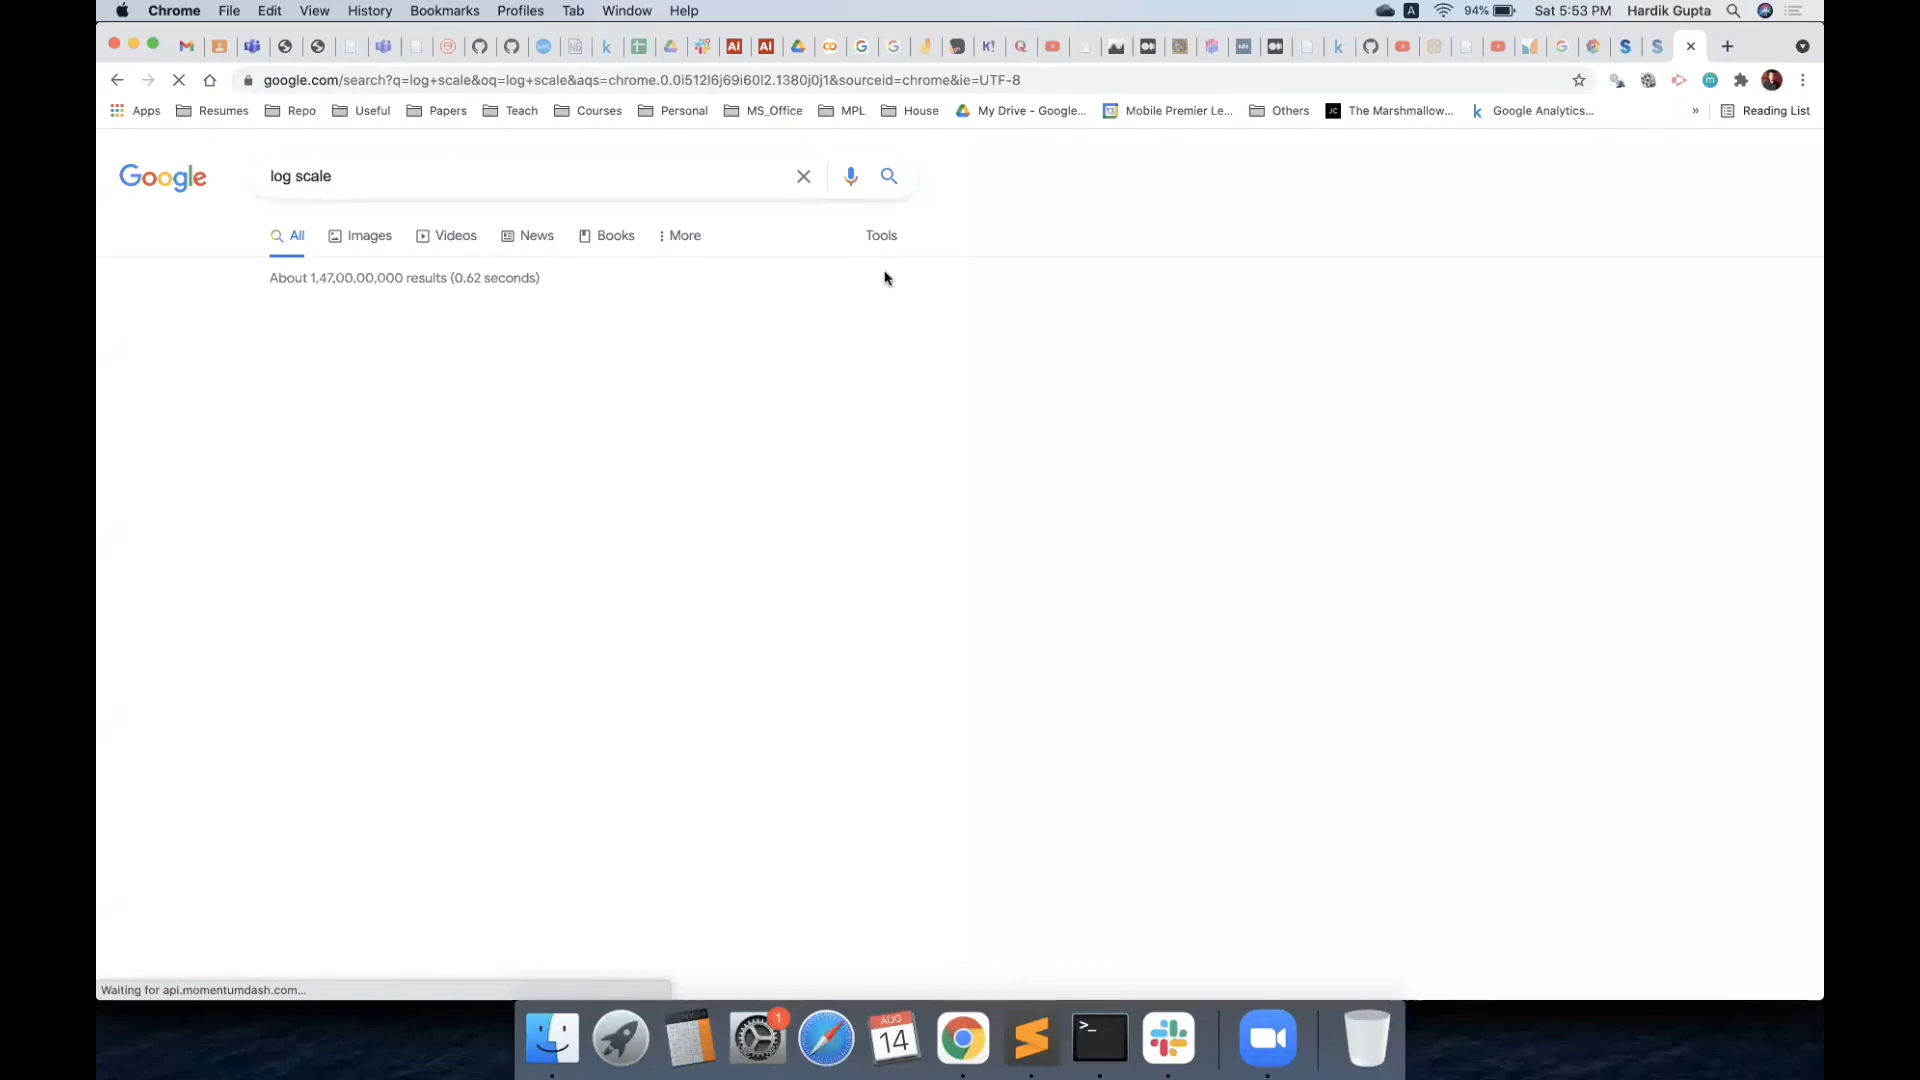 Chrome File Edit View History Bookmarks Profiles Tab Window Help A 94% Sat 5:53 PM Hardik Gupta
google.com/search?q=log+scale&oq=log+scale&aqs=chrome.0.0i512l6j69i60l2.1380j0j1&sourceid=chrome&ie=UTF-8
Apps Resumes Repo Useful Papers Teach Courses Personal MS_Office MPL House My Drive - Google... Mobile Premier Le... Others JC The Marshmallow... k Google Analytics... » Reading List
Google log scale
All Images Videos News Books More Tools
About 1,47,00,00,000 results (0.62 seconds)
Waiting for api.momentumdash.com...
1
AUG
14